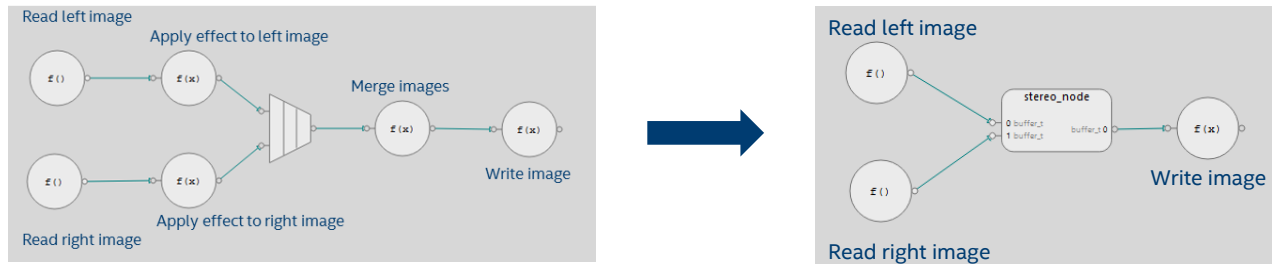 Read left image
Apply effect to left image
f()
f(x)
Merge images
f(x)
f(x)
Write image
f()
f(x)
Apply effect to right image
Read right image
Read left image
f()
stereo_node
0 buffer_t
1 buffer_t
buffer_t 0
f(x)
Write image
f()
Read right image